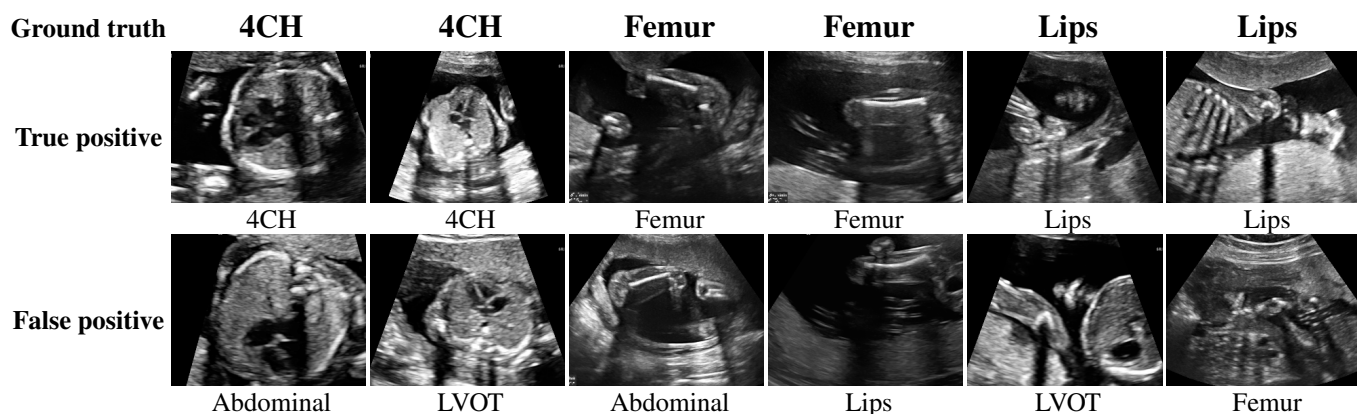 Ground truth 4CH 4CH Femur Femur Lips Lips
True positive
4CH 4CH Femur Femur Lips Lips
False positive
Abdominal LVOT Abdominal Lips LVOT Femur